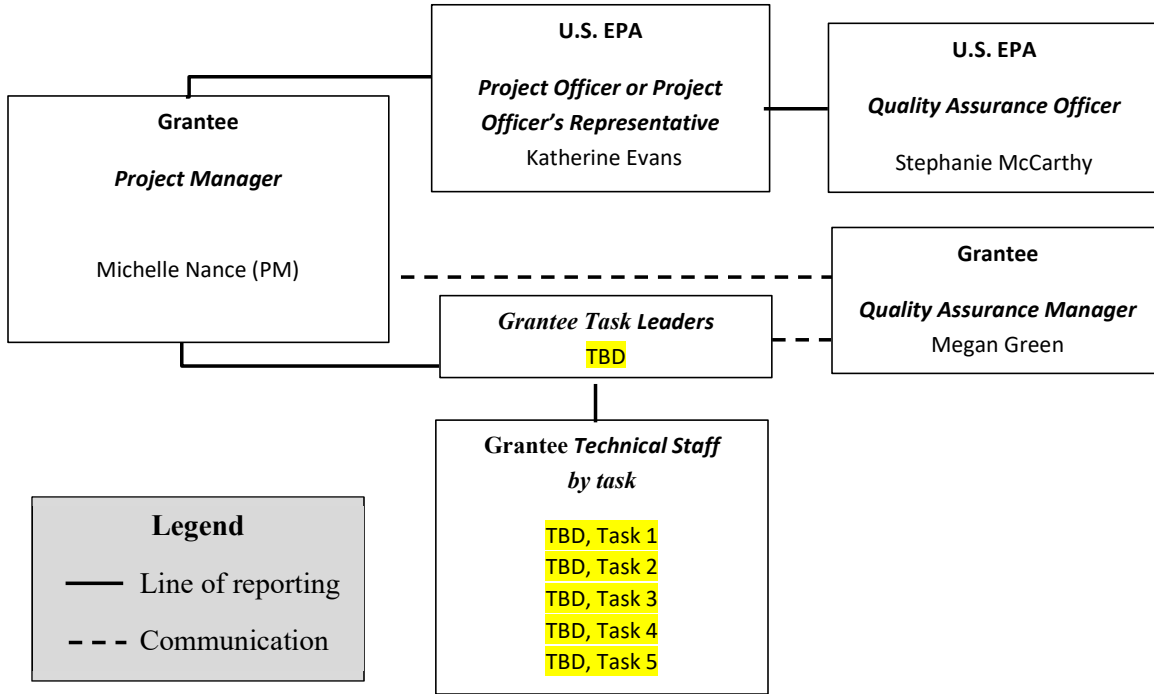 U.S. EPA
Project Officer or Project
Officer's Representative
Katherine Evans
U.S. EPA
Quality Assurance Officer
Stephanie McCarthy
Grantee
Project Manager
Michelle Nance (PM)
Grantee
Quality Assurance Manager
Megan Green
Grantee Task Leaders
TBD
Grantee Technical Staff
by task
TBD, Task 1
TBD, Task 2
TBD, Task 3
TBD, Task 4
TBD, Task 5
Legend
Line of reporting
Communication